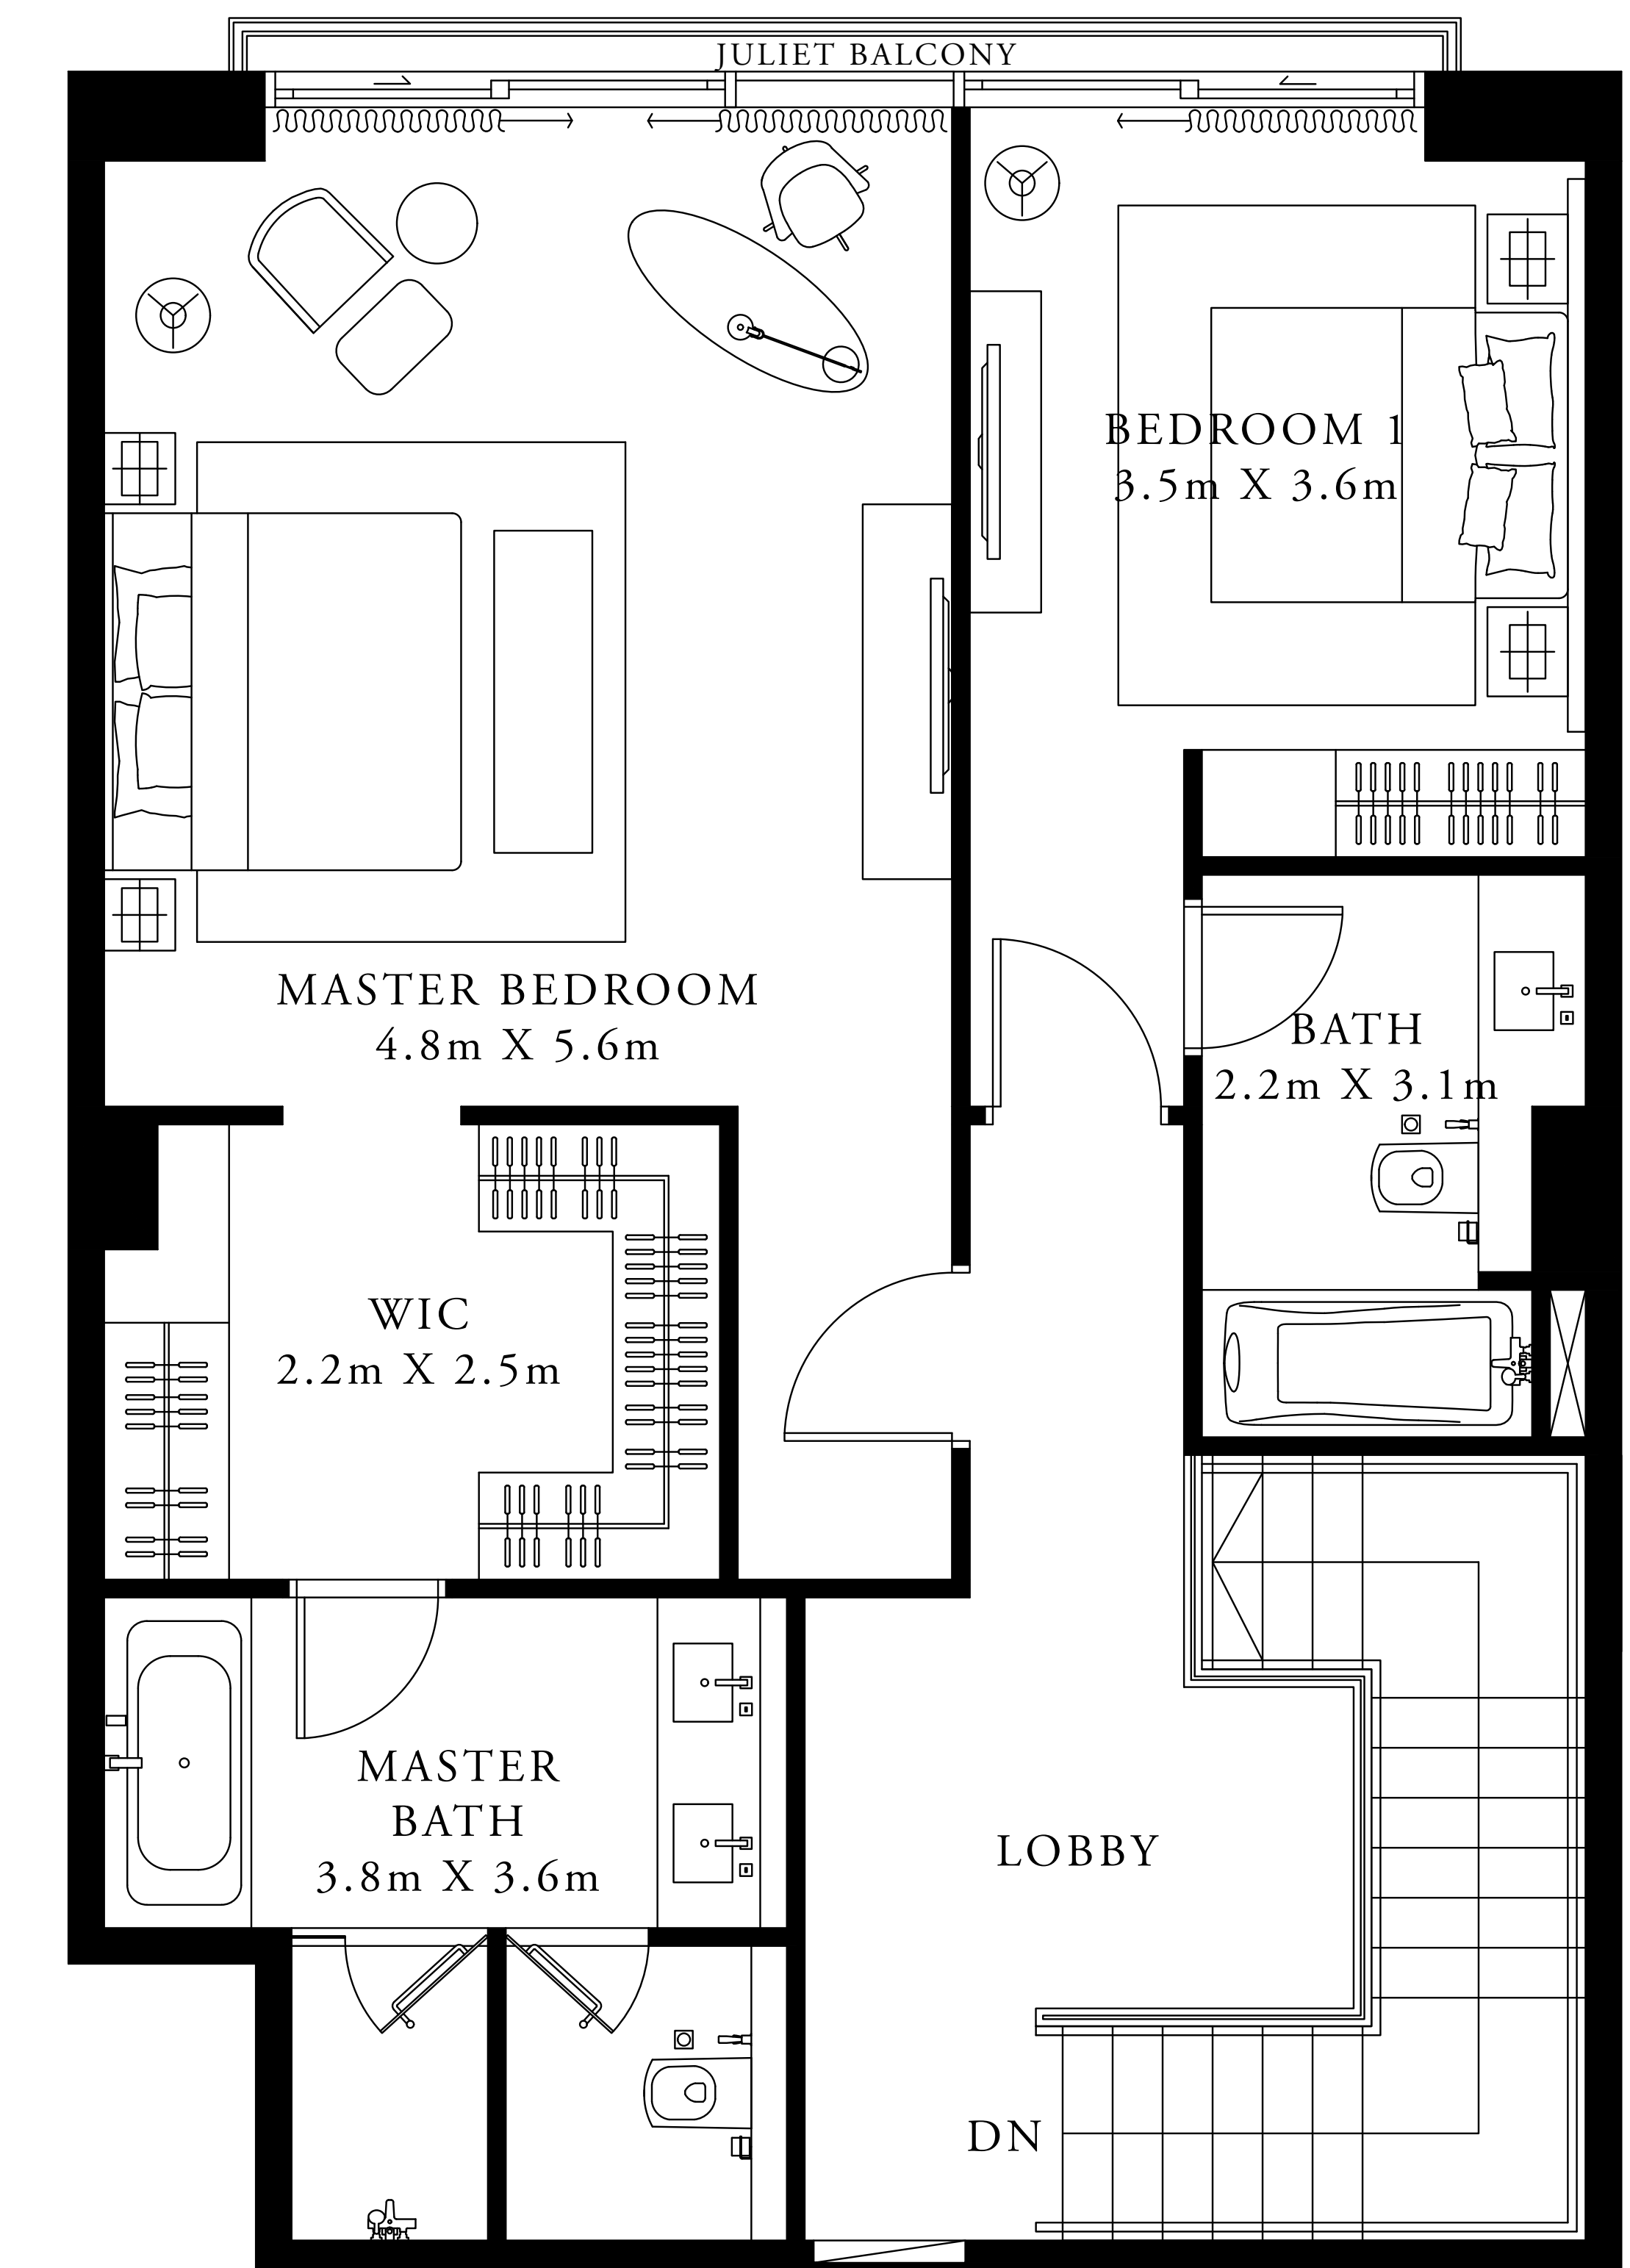 JULIET BALCONY
BEDROOM 1
3.5m X 3.6m
MASTER BEDROOM
4.8m X 5.6m
BATH
2.2m X 3.1m
WIC
2.2m X 2.5m
MASTER
BATH
3.8m X 3.6m
LOBBY
DN